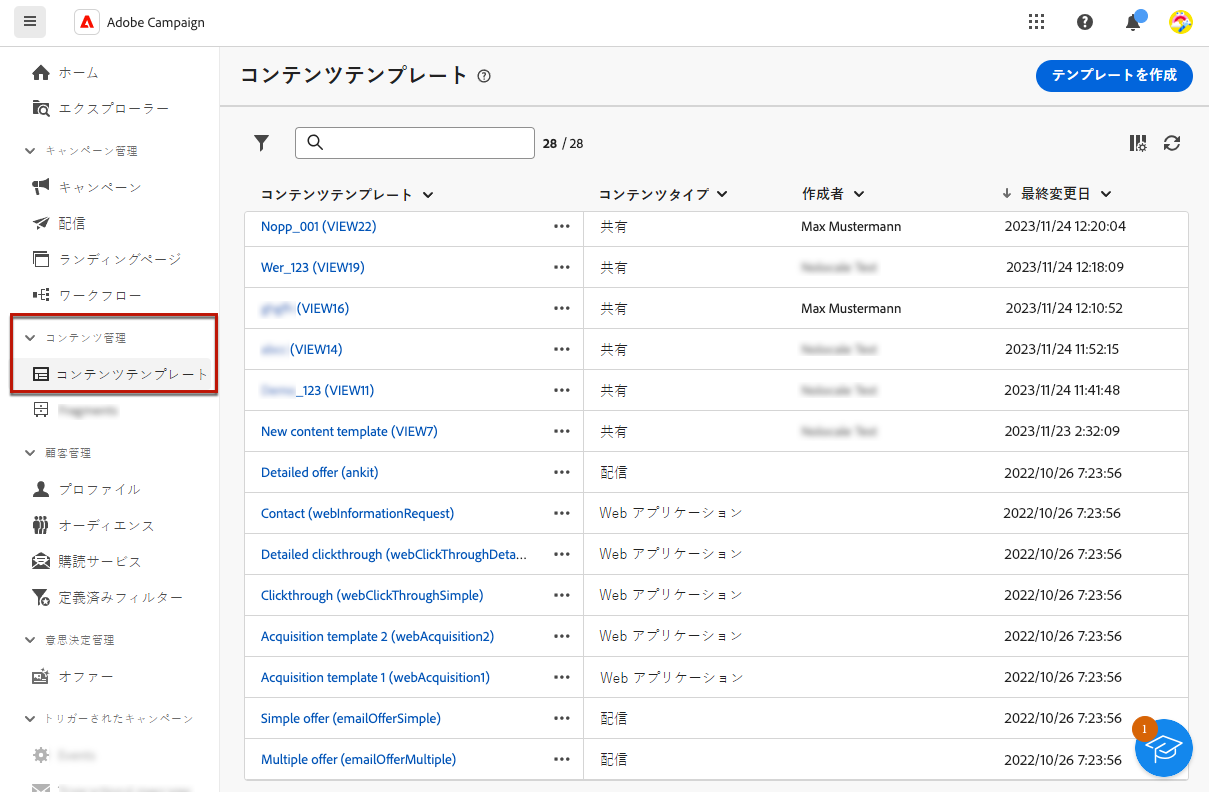 Adobe Campaign
ホーム
エクスプローラー
キャンペーン管理
キャンペーン
配信
ランディングページ
ワークフロー
コンテンツ管理
コンテンツテンプレート
顧客管理
プロファイル
オーディエンス
購読サービス
定義済みフィルター
意思決定管理
オファー
トリガーされたキャンペーン
コンテンツテンプレート
テンプレートを作成
28 / 28
コンテンツテンプレート コンテンツタイプ 作成者 最終変更日
Nopp_001 (VIEW22) 共有 Max Mustermann 2023/11/24 12:20:04
Wer_123 (VIEW19) 共有 2023/11/24 12:18:09
(VIEW16) 共有 Max Mustermann 2023/11/24 12:10:52
(VIEW14) 共有 2023/11/24 11:52:15
_123 (VIEW11) 共有 2023/11/24 11:41:48
New content template (VIEW7) 共有 2023/11/23 2:32:09
Detailed offer (ankit) 配信 2022/10/26 7:23:56
Contact (webInformationRequest) Web アプリケーション 2022/10/26 7:23:56
Detailed clickthrough (webClickThroughDeta... Web アプリケーション 2022/10/26 7:23:56
Clickthrough (webClickThroughSimple) Web アプリケーション 2022/10/26 7:23:56
Acquisition template 2 (webAcquisition2) Web アプリケーション 2022/10/26 7:23:56
Acquisition template 1 (webAcquisition1) Web アプリケーション 2022/10/26 7:23:56
Simple offer (emailOfferSimple) 配信 2022/10/26 7:23:56
Multiple offer (emailOfferMultiple) 配信 2022/10/26 7:23:56
1